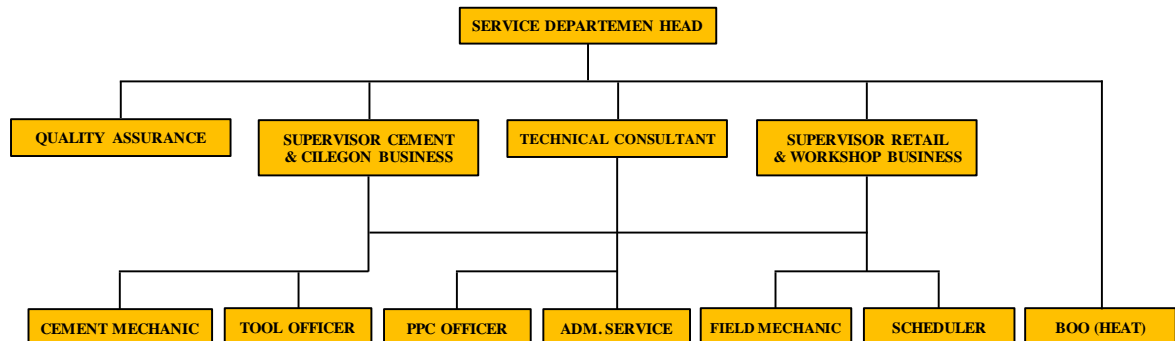 SERVICE DEPARTEMEN HEAD
QUALITY ASSURANCE
SUPERVISOR CEMENT
& CILEGON BUSINESS
TECHNICAL CONSULTANT
SUPERVISOR RETAIL
& WORKSHOP BUSINESS
CEMENT MECHANIC
TOOL OFFICER
PPC OFFICER
ADM. SERVICE
FIELD MECHANIC
SCHEDULER
BOO (HEAT)